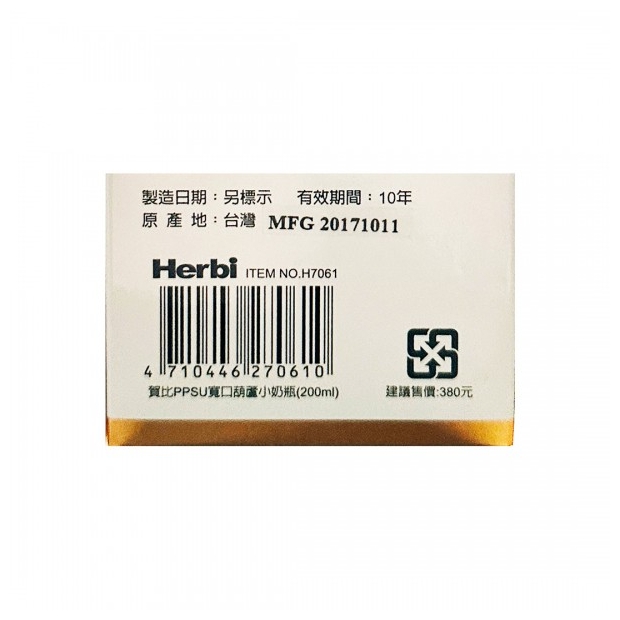 製造日期：另標示 有效期間：10年
原產地：台灣 MFG 20171011
Herbi ITEM NO.H7061
4 710446 270610
賀比PPSU寬口葫蘆小奶瓶(200ml) 建議售價:380元